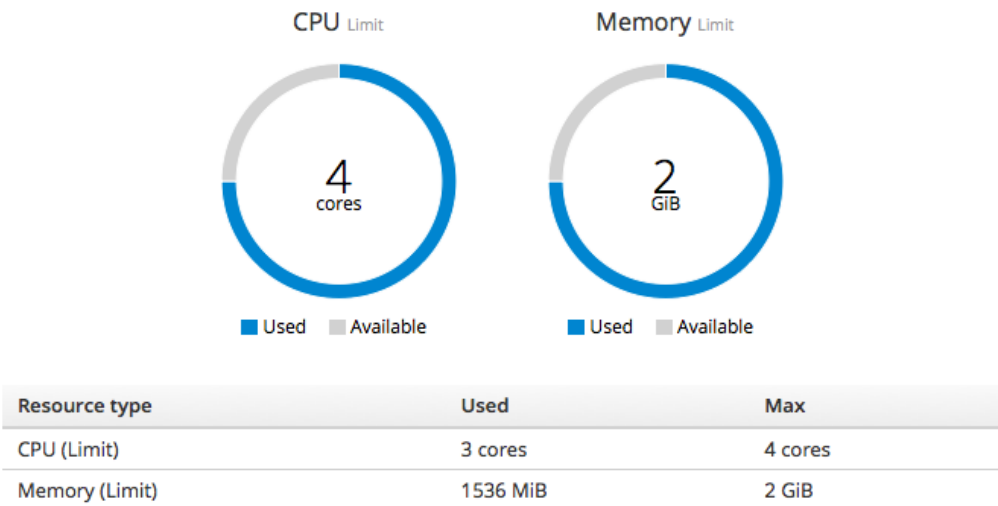 CPU Limit
Memory Limit
4
cores
2
GiB
Used Available
Used Available
Resource type Used Max
CPU (Limit) 3 cores 4 cores
Memory (Limit) 1536 MiB 2 GiB